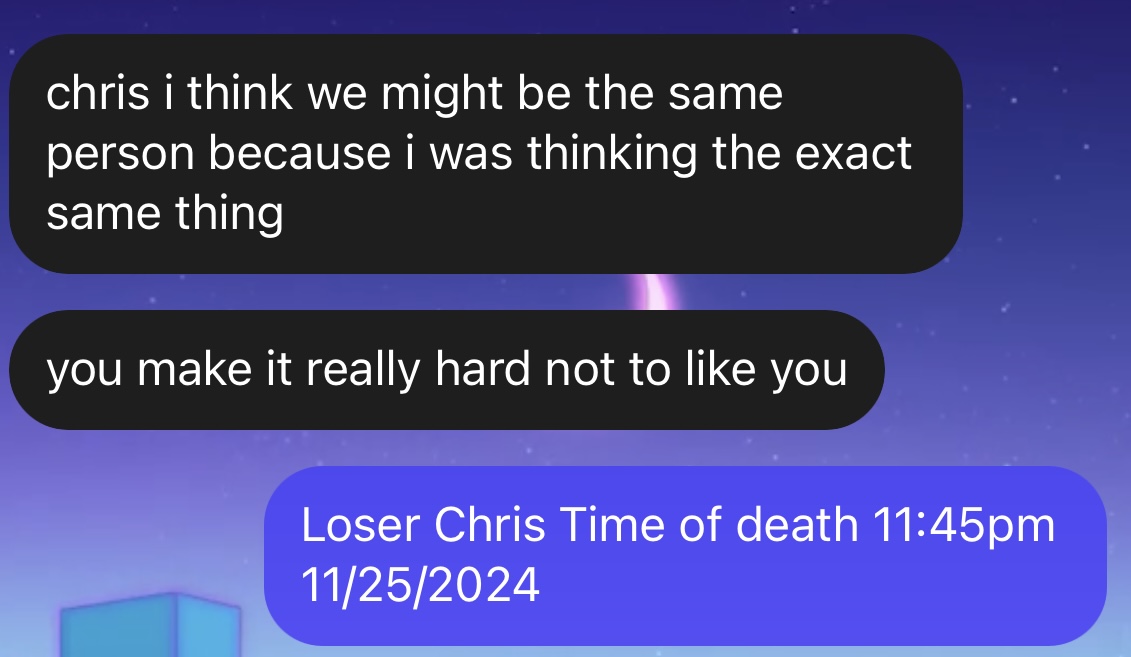 chris i think we might be the same
person because i was thinking the exact
same thing
you make it really hard not to like you
Loser Chris Time of death 11:45pm
11/25/2024